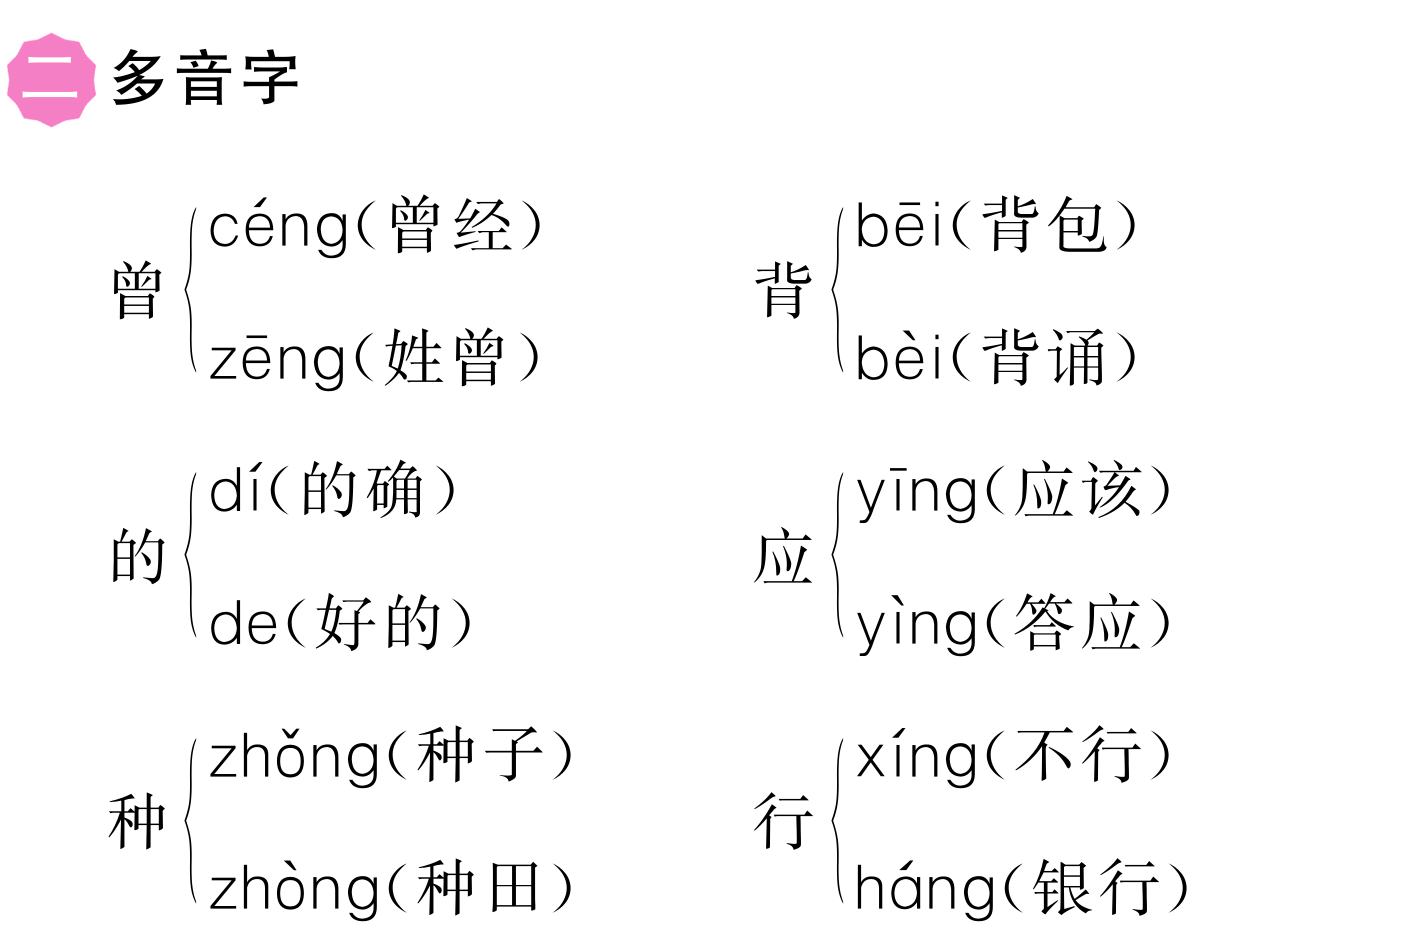 二 多音字
曾 céng(曾经) zēng(姓曾)
背 bēi(背包) bèi(背诵)
的 dí(的确) de(好的)
应 yīng(应该) yìng(答应)
种 zhǒng(种子) zhòng(种田)
行 xíng(不行) háng(银行)